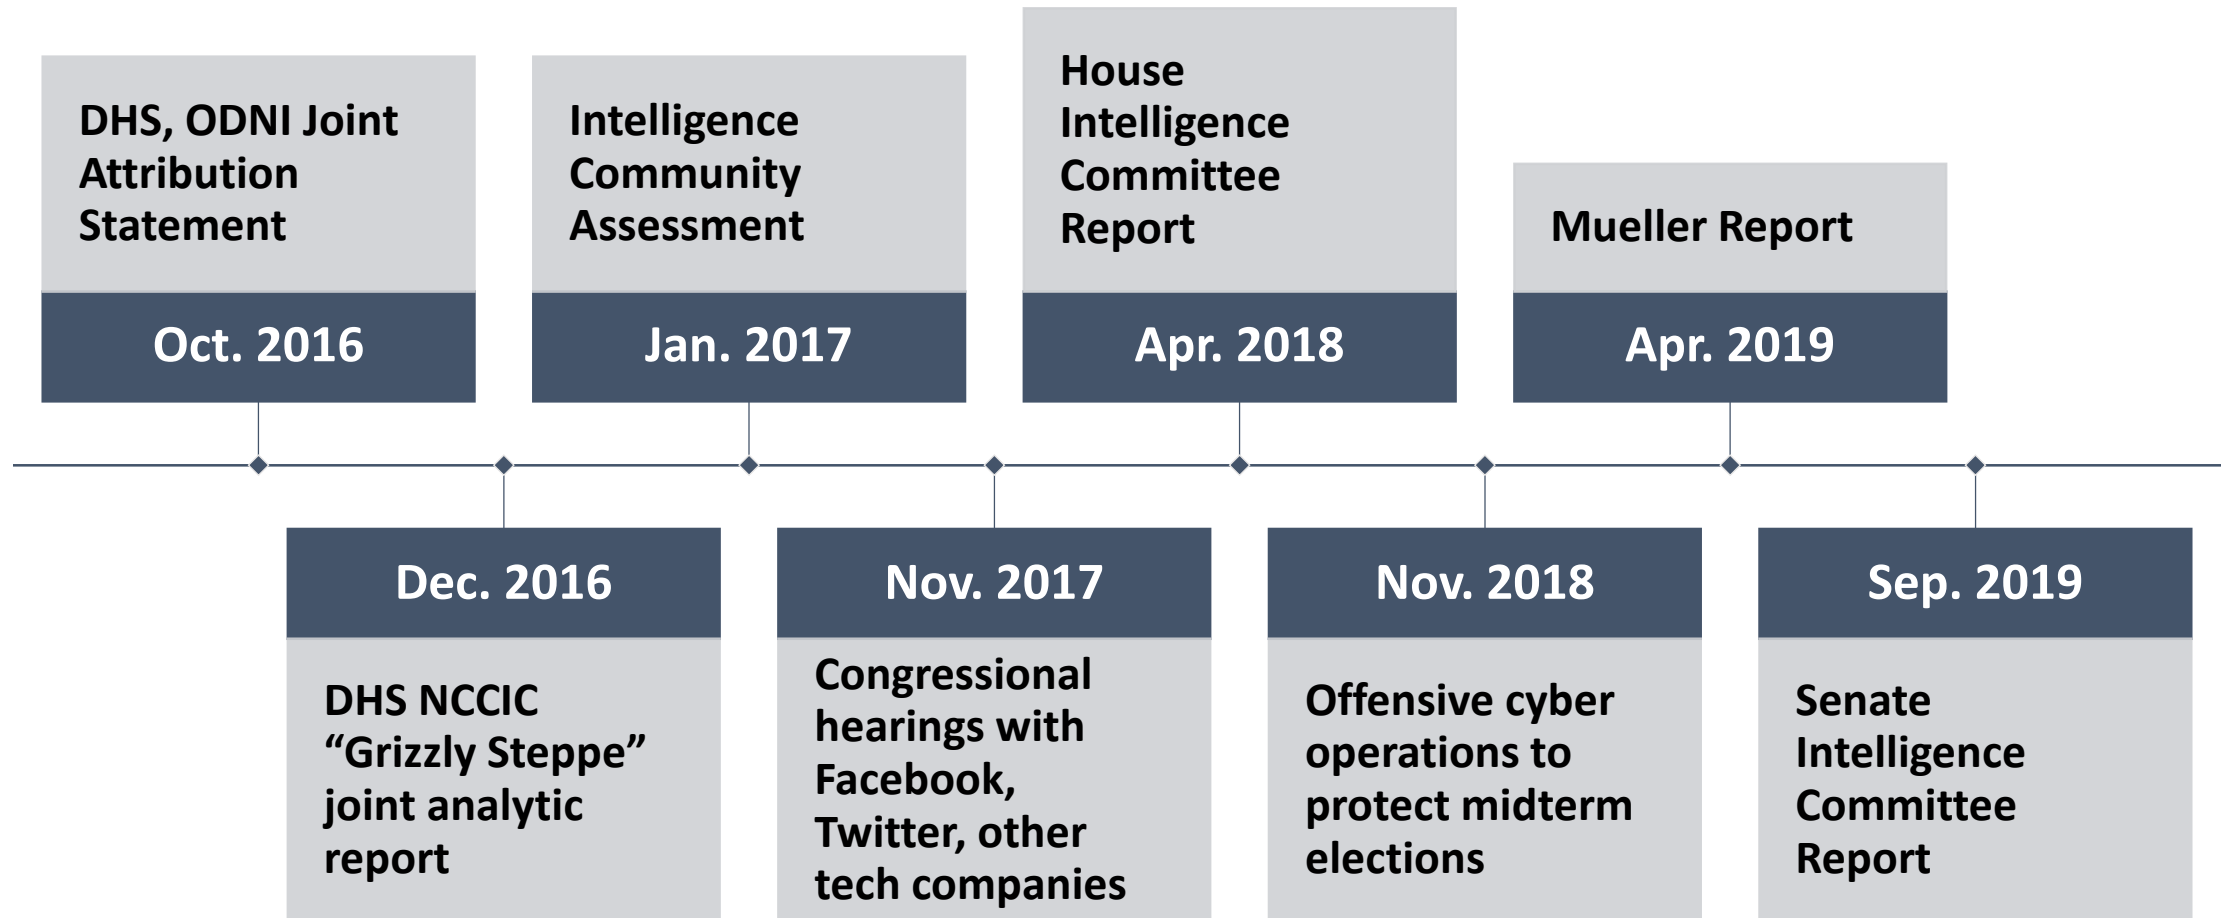 DHS, ODNI Joint
Attribution
Statement
Oct. 2016
Intelligence
Community
Assessment
Jan. 2017
House
Intelligence
Committee
Report
Apr. 2018
Mueller Report
Apr. 2019
Dec. 2016
DHS NCCIC
“Grizzly Steppe”
joint analytic
report
Nov. 2017
Congressional
hearings with
Facebook,
Twitter, other
tech companies
Nov. 2018
Offensive cyber
operations to
protect midterm
elections
Sep. 2019
Senate
Intelligence
Committee
Report